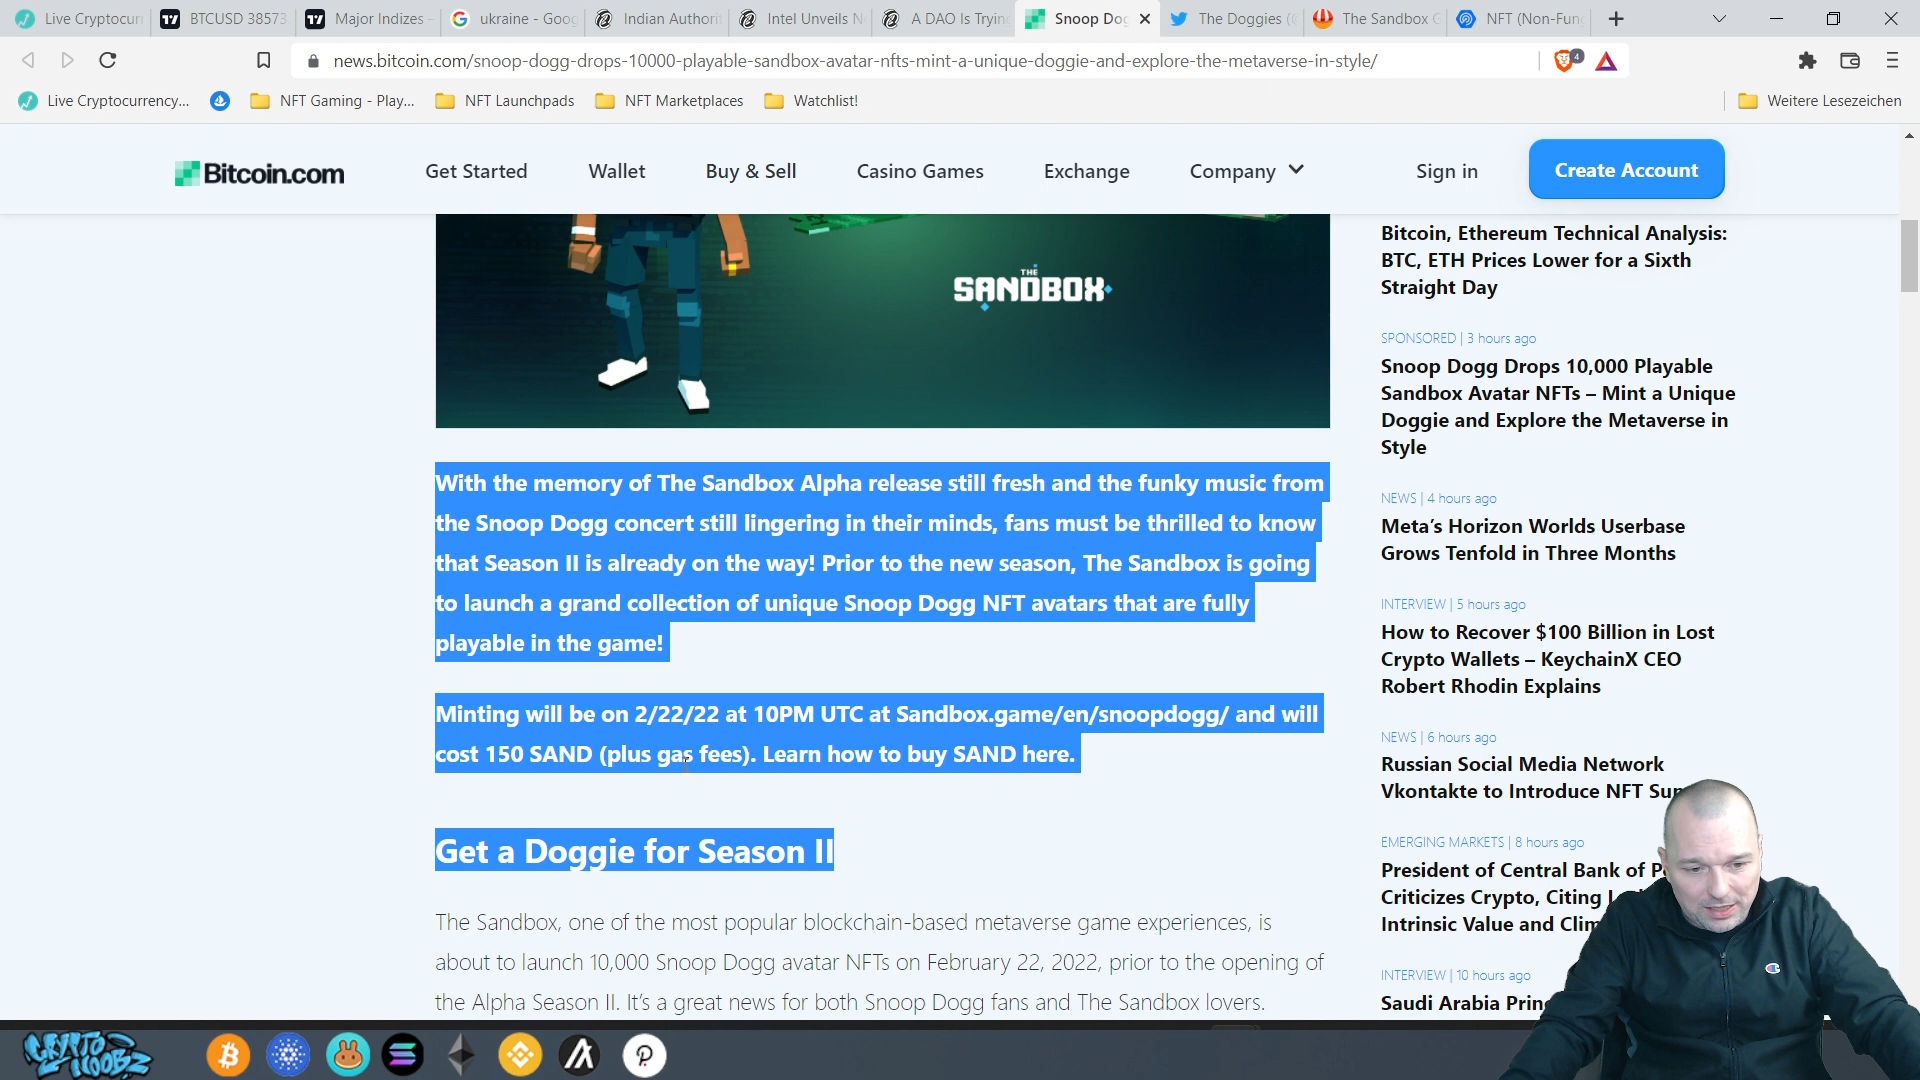 Live Cryptocurr
BTCUSD 38573
Major Indizes -
ukraine - Goog
Indian Authorit
Intel Unveils N
A DAO Is Tryin
Snoop Dog
The Doggies (@
The Sandbox G
NFT (Non-Fun
news.bitcoin.com/snoop-dogg-drops-10000-playable-sandbox-avatar-nfts-mint-a-unique-doggie-and-explore-the-metaverse-in-style/
4
Live Cryptocurrency...
NFT Gaming - Play...
NFT Launchpads
NFT Marketplaces
Watchlist!
Weitere Lesezeichen
Bitcoin.com
Get Started
Wallet
Buy & Sell
Casino Games
Exchange
Company
Sign in
Create Account
THE
SANDBOX
With the memory of The Sandbox Alpha release still fresh and the funky music from
the Snoop Dogg concert still lingering in their minds, fans must be thrilled to know
that Season II is already on the way! Prior to the new season, The Sandbox is going
to launch a grand collection of unique Snoop Dogg NFT avatars that are fully
playable in the game!
Minting will be on 2/22/22 at 10PM UTC at Sandbox.game/en/snoopdogg/ and will
cost 150 SAND (plus gas fees). Learn how to buy SAND here.
Get a Doggie for Season II
The Sandbox, one of the most popular blockchain-based metaverse game experiences, is
about to launch 10,000 Snoop Dogg avatar NFTs on February 22, 2022, prior to the opening of
the Alpha Season II. It's a great news for both Snoop Dogg fans and The Sandbox lovers.
Bitcoin, Ethereum Technical Analysis:
BTC, ETH Prices Lower for a Sixth
Straight Day
SPONSORED | 3 hours ago
Snoop Dogg Drops 10,000 Playable
Sandbox Avatar NFTs – Mint a Unique
Doggie and Explore the Metaverse in
Style
NEWS | 4 hours ago
Meta's Horizon Worlds Userbase
Grows Tenfold in Three Months
INTERVIEW | 5 hours ago
How to Recover $100 Billion in Lost
Crypto Wallets – KeychainX CEO
Robert Rhodin Explains
NEWS | 6 hours ago
Russian Social Media Network
Vkontakte to Introduce NFT Su
EMERGING MARKETS | 8 hours ago
President of Central Bank of
Criticizes Crypto, Citing
Intrinsic Value and Clim
INTERVIEW | 10 hours ago
Saudi Arabia Prin
CRYPTO
NOOBZ